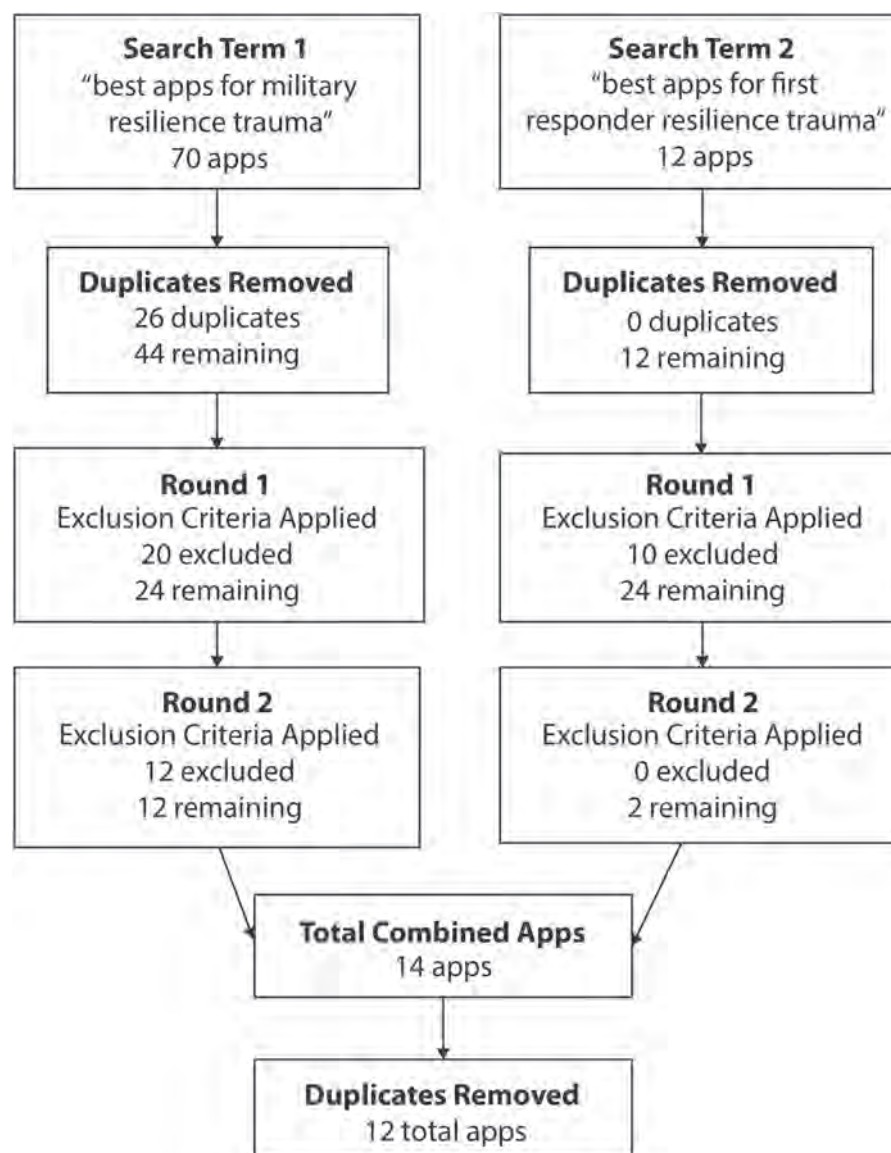 Search Term 1
“best apps for military
resilience trauma“
70 apps
Search Term 2
“best apps for first
responder resilience trauma“
12 apps
Duplicates Removed
26 duplicates
44 remaining
Duplicates Removed
0 duplicates
12 remaining
Round 1
Exclusion Criteria Applied
20 excluded
24 remaining
Round 1
Exclusion Criteria Applied
10 excluded
24 remaining
Round 2
Exclusion Criteria Applied
12 excluded
12 remaining
Round 2
Exclusion Criteria Applied
0 excluded
2 remaining
Total Combined Apps
14 apps
Duplicates Removed
12 total apps